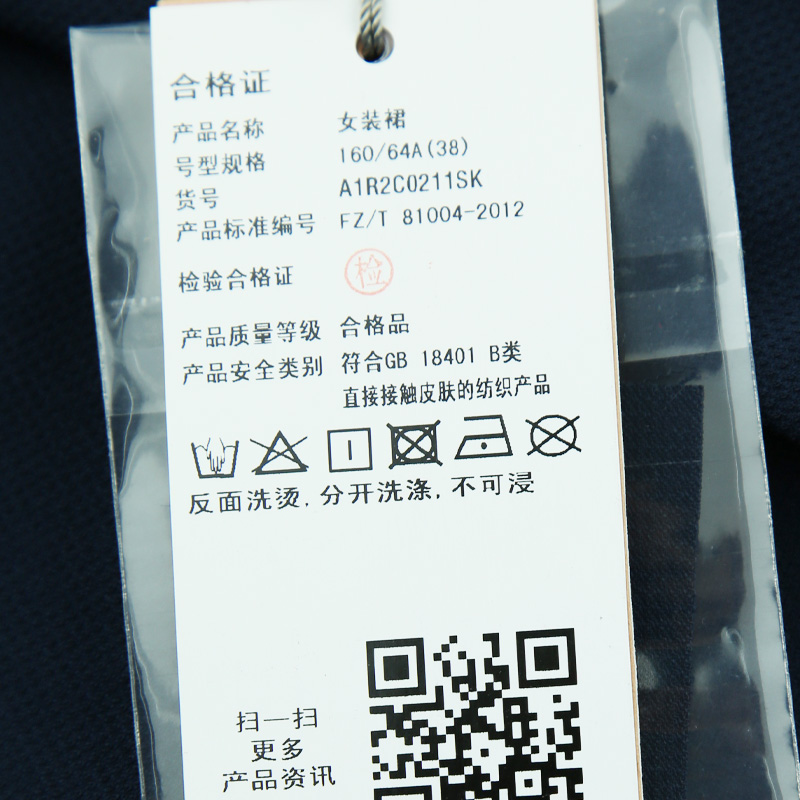 合格证
产品名称 女装裙
号型规格 160/64A(38)
货号 A1R2C0211SK
产品标准编号 FZ/T 81004-2012
检验合格证 检
产品质量等级 合格品
产品安全类别 符合GB 18401 B类
直接接触皮肤的纺织产品
反面洗烫,分开洗涤,不可浸
扫一扫
更多
产品资讯